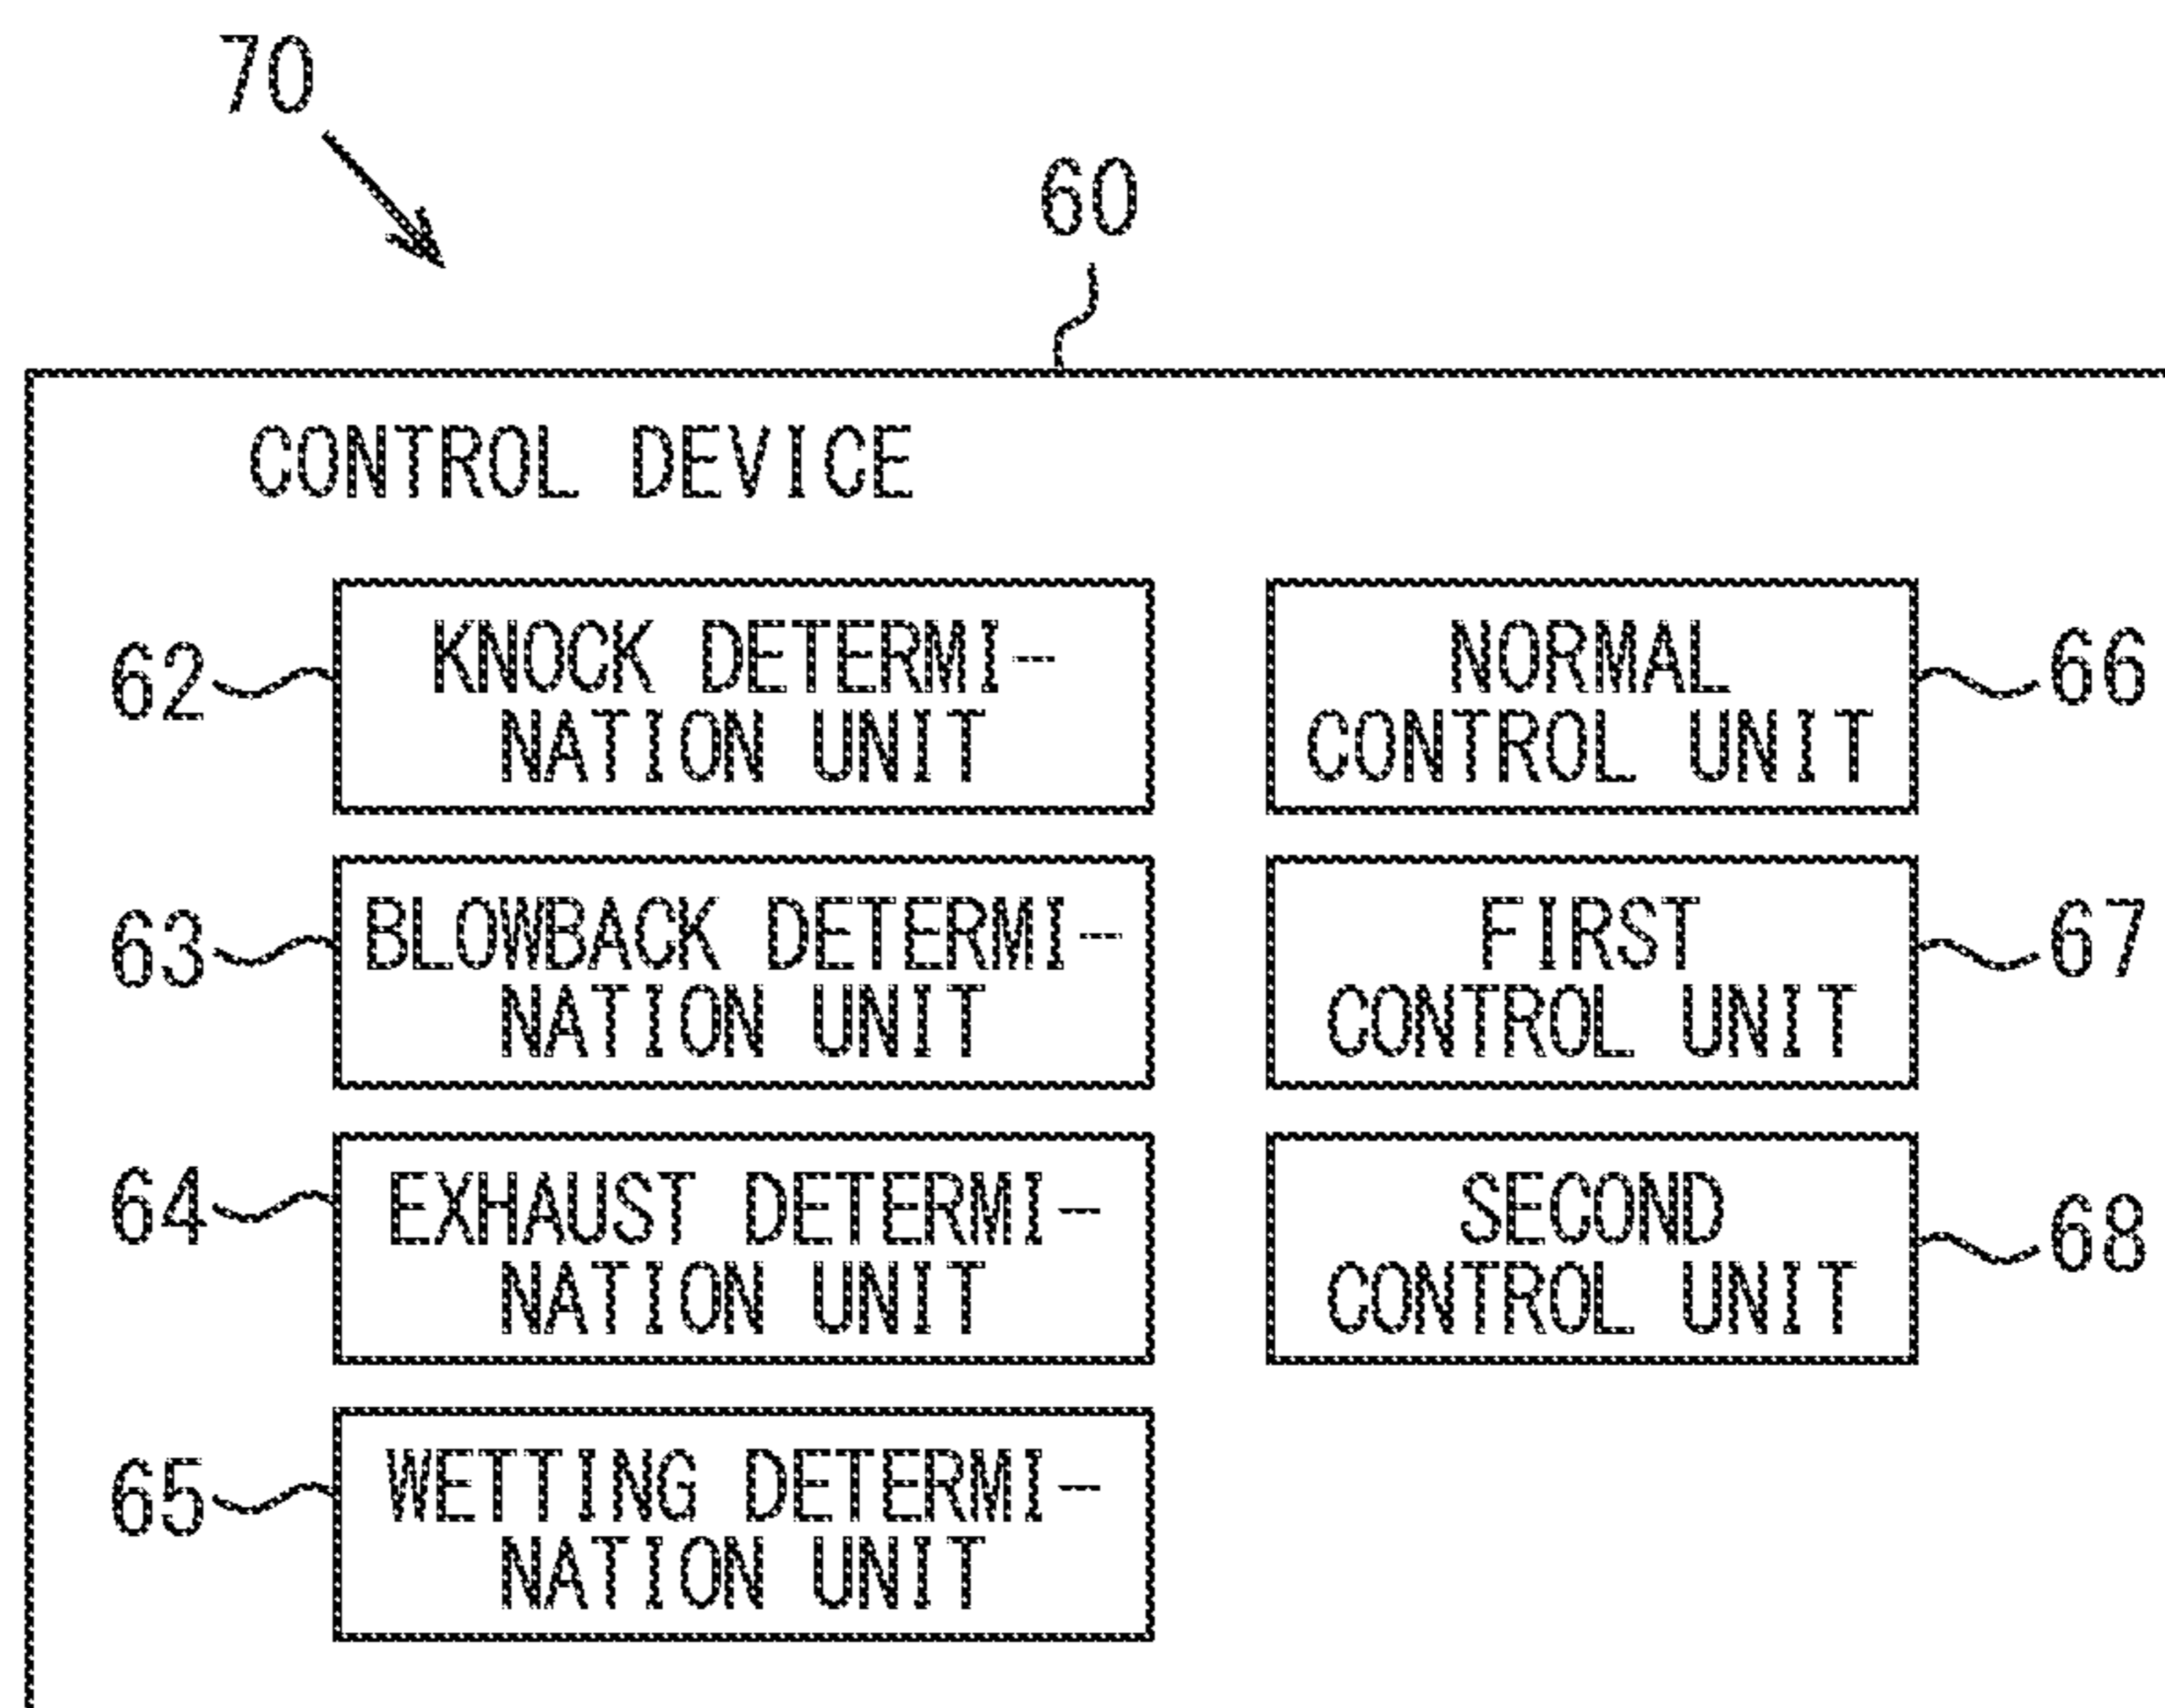 70
60
CONTROL DEVICE
62
KNOCK DETERMI-
NATION UNIT
NORMAL
CONTROL UNIT
66
63
BLOWBACK DETERMI-
NATION UNIT
FIRST
CONTROL UNIT
67
64
EXHAUST DETERMI-
NATION UNIT
SECOND
CONTROL UNIT
68
65
WETTING DETERMI-
NATION UNIT